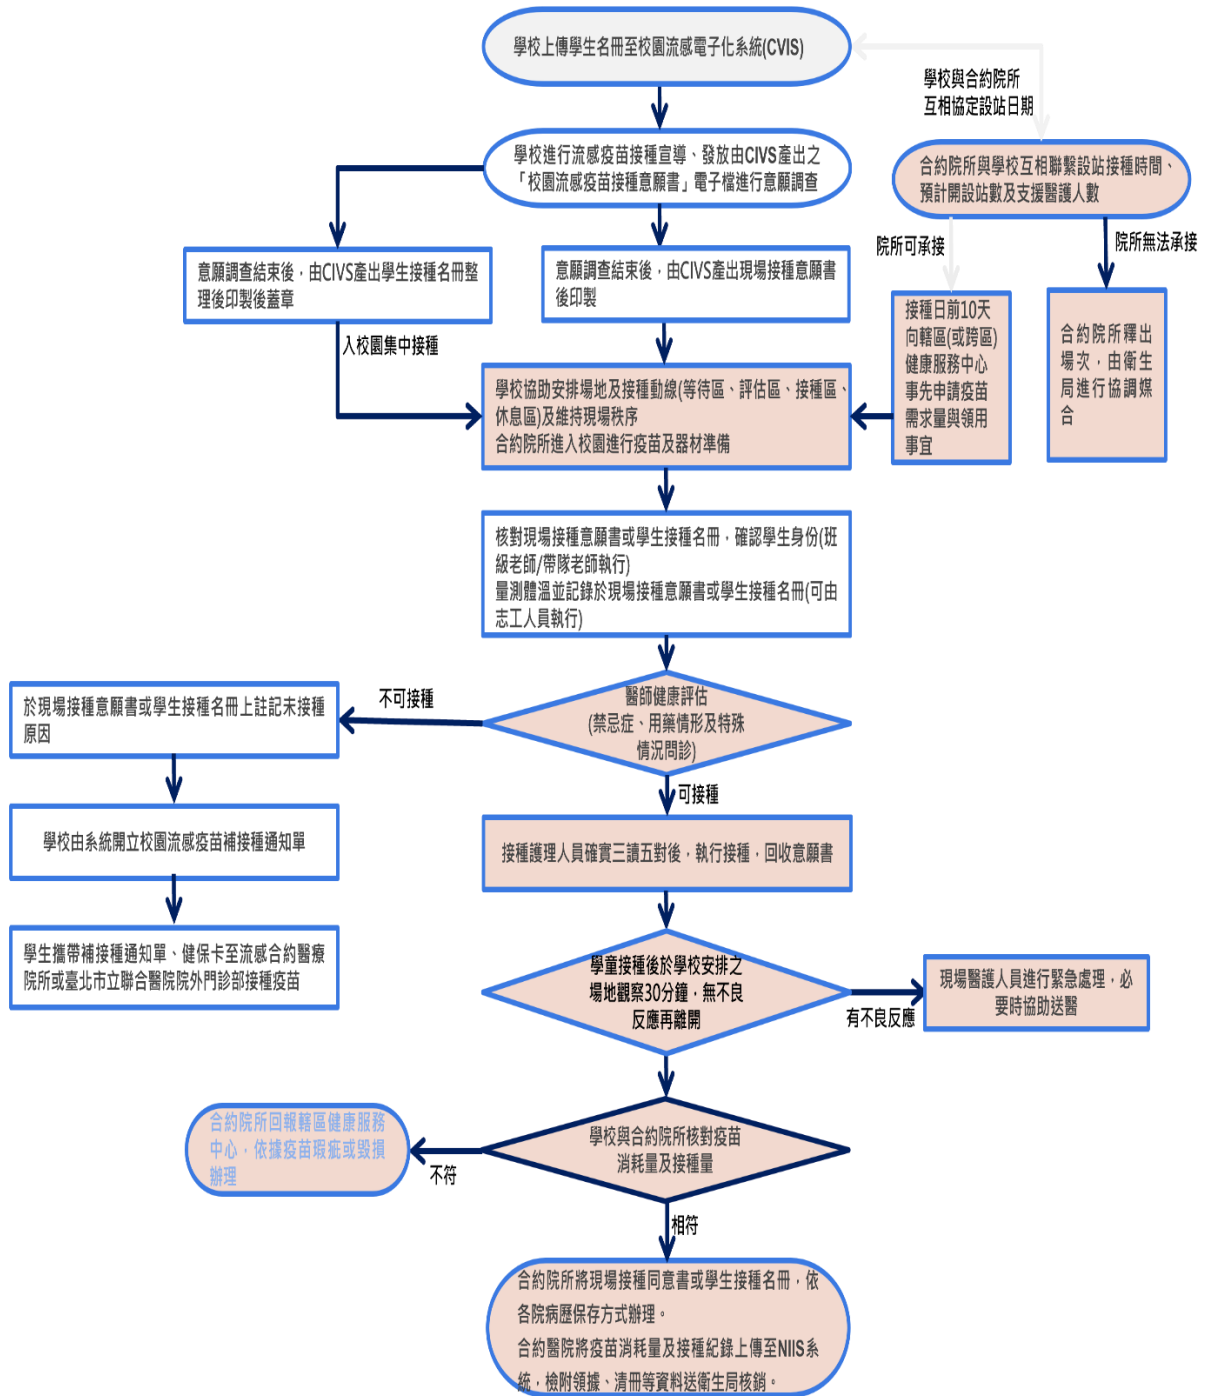 學校上傳學生名冊至校園流感電子化系統(CVIS)
學校與合約院所
互相協定設站日期
學校進行流感疫苗接種宣導、發放由CIVS產出之
「校園流感疫苗接種意願書」電子檔進行意願調查
合約院所與學校互相聯繫設站接種時間、
預計開設站數及支援醫護人數
院所可承接
院所無法承接
意願調查結束後，由CIVS產出學生接種名冊整
理後印製後蓋章
意願調查結束後，由CIVS產出現場接種意願書
後印製
接種日前10天
向轄區(或跨區)
健康服務中心
事先申請疫苗
需求量與領用
事宜
合約院所釋出
場次，由衛生
局進行協調媒
合
入校園集中接種
學校協助安排場地及接種動線(等待區、評估區、接種區、
休息區)及維持現場秩序
合約院所進入校園進行疫苗及器材準備
核對現場接種意願書或學生接種名冊，確認學生身份(班
級老師/帶隊老師執行)
量測體溫並記錄於現場接種意願書或學生接種名冊(可由
志工人員執行)
醫師健康評估
(禁忌症、用藥情形及特殊
情況問診)
不可接種
於現場接種意願書或學生接種名冊上註記未接種
原因
可接種
學校由系統開立校園流感疫苗補接種通知單
接種護理人員確實三讀五對後，執行接種，回收意願書
學生攜帶補接種通知單、健保卡至流感合約醫療
院所或臺北市立聯合醫院院外門診部接種疫苗
學童接種後於學校安排之
場地觀察30分鐘，無不良
反應再離開
有不良反應
現場醫護人員進行緊急處理，必
要時協助送醫
學校與合約院所核對疫苗
消耗量及接種量
不符
合約院所回報轄區健康服務
中心，依據疫苗瑕疵或毀損
辦理
相符
合約院所將現場接種同意書或學生接種名冊，依
各院病歷保存方式辦理。
合約醫院將疫苗消耗量及接種紀錄上傳至NIIS系
統，檢附領據、清冊等資料送衛生局核銷。